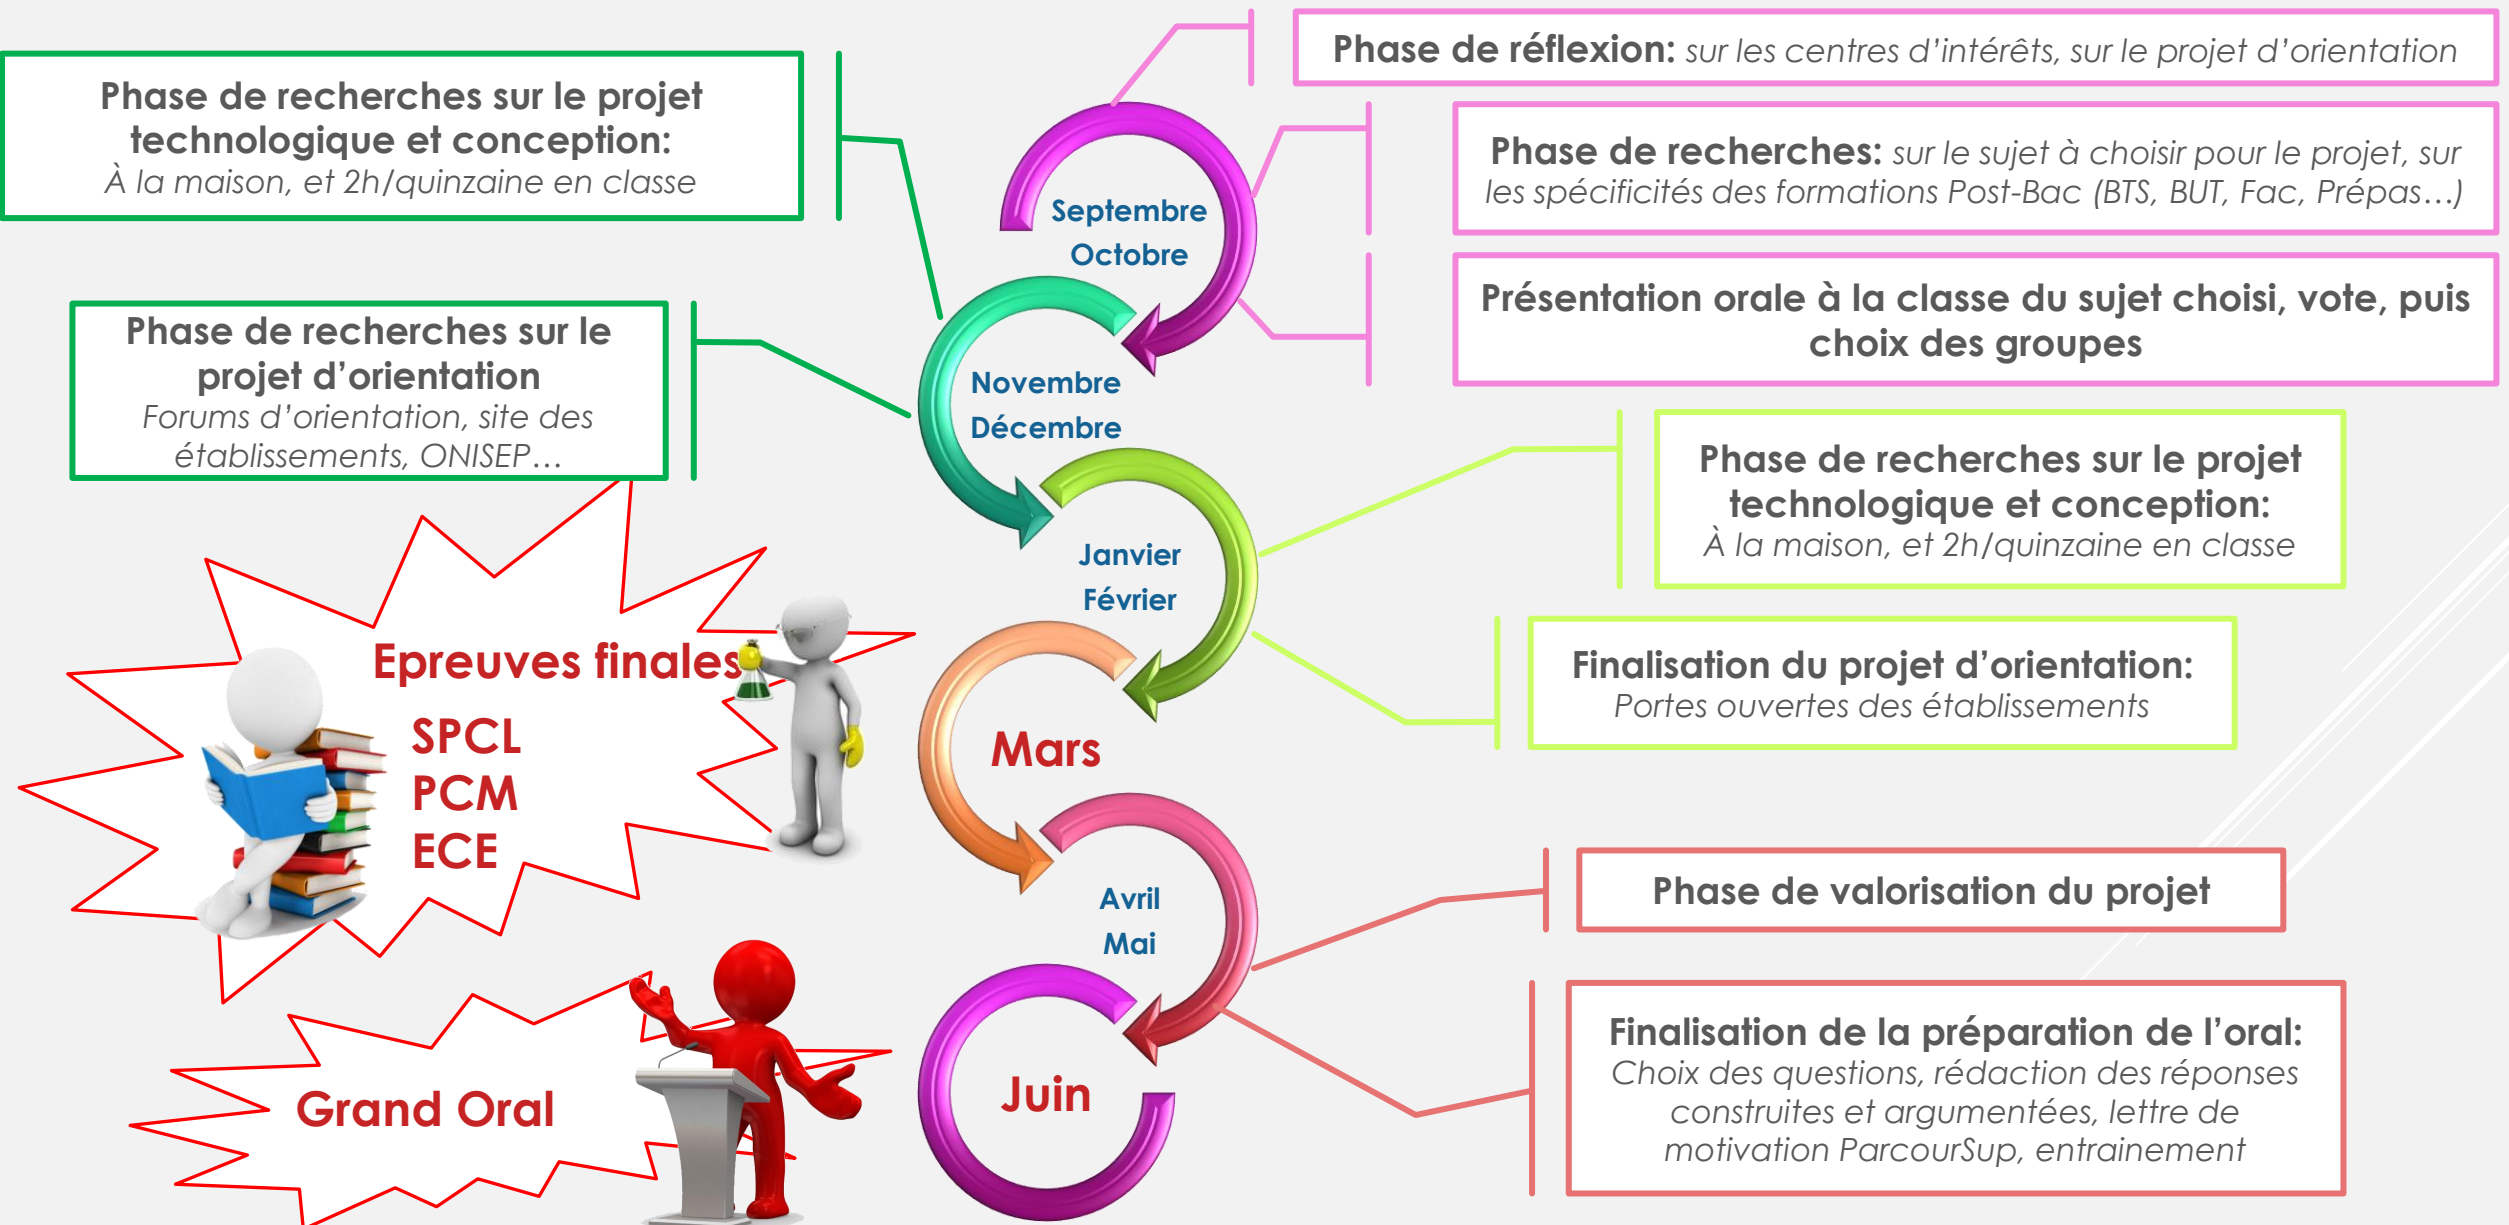 Phase de réflexion: sur les centres d’intérêts, sur le projet d’orientation
Phase de recherches: sur le sujet à choisir pour le projet, sur
les spécificités des formations Post-Bac (BTS, BUT, Fac, Prépas…)
Présentation orale à la classe du sujet choisi, vote, puis
choix des groupes
Septembre
Octobre
Phase de recherches sur le projet
technologique et conception:
À la maison, et 2h/quinzaine en classe
Phase de recherches sur le
projet d’orientation
Forums d’orientation, site des
établissements, ONISEP…
Novembre
Décembre
Janvier
Février
Phase de recherches sur le projet
technologique et conception:
À la maison, et 2h/quinzaine en classe
Finalisation du projet d’orientation:
Portes ouvertes des établissements
Epreuves finales
SPCL
PCM
ECE
Mars
Avril
Mai
Phase de valorisation du projet
Finalisation de la préparation de l’oral:
Choix des questions, rédaction des réponses
construites et argumentées, lettre de
motivation ParcourSup, entrainement
Grand Oral
Juin